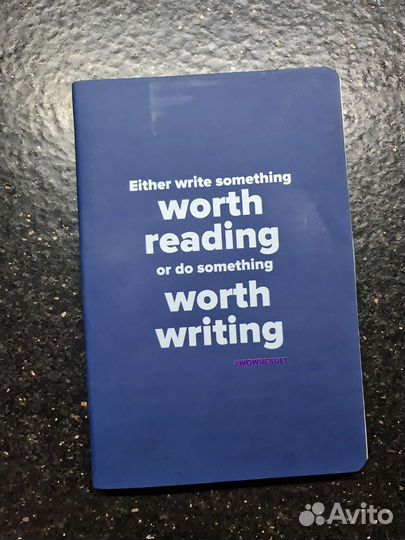 Either write something
worth
reading
or do something
worth
writing
#WOWRESULT
Avito